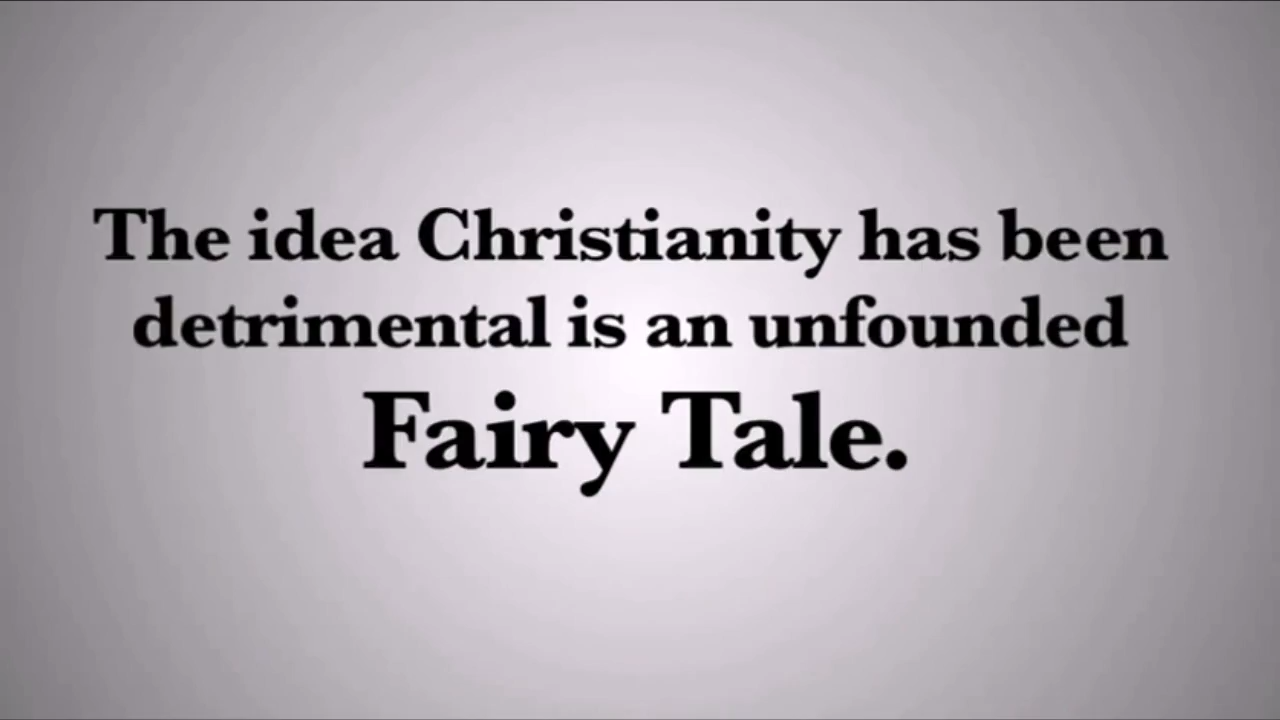 The idea Christianity has been
detrimental is an unfounded
Fairy Tale.